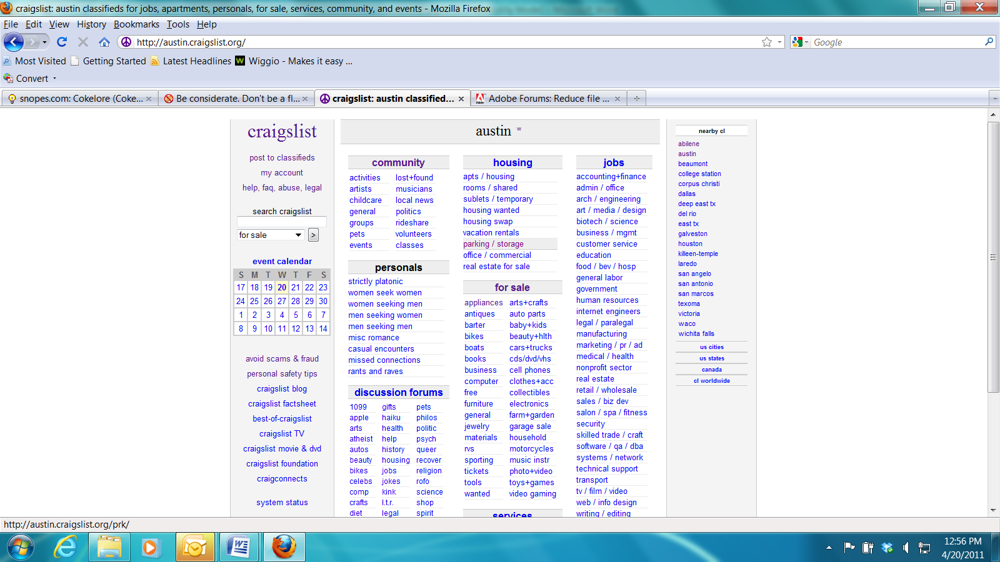 craigslist: austin classifieds for jobs, apartments, personals, for sale, services, community, and events - Mozilla Firefox
File Edit View History Bookmarks Tools Help
http://austin.craigslist.org/
Google
Most Visited Getting Started Latest Headlines Wiggio - Makes it easy ...
Convert
snopes.com: Cokelore (Coke...
Be considerate. Don't be a fl...
craigslist: austin classified...
Adobe Forums: Reduce file ...
craigslist
post to classifieds
my account
help, faq, abuse, legal
search craigslist
for sale >
event calendar
S M T W T F S
17 18 19 20 21 22 23
24 25 26 27 28 29 30
1 2 3 4 5 6 7
8 9 10 11 12 13 14
avoid scams & fraud
personal safety tips
craigslist blog
craigslist factsheet
best-of-craigslist
craigslist TV
craigslist movie & dvd
craigslist foundation
craigconnects
system status
austin w
community
activities lost+found
artists musicians
childcare local news
general politics
groups rideshare
pets volunteers
events classes
personals
strictly platonic
women seek women
women seeking men
men seeking women
men seeking men
misc romance
casual encounters
missed connections
rants and raves
discussion forums
1099 gifts pets
apple haiku philos
arts health politic
atheist help psych
autos history queer
beauty housing recover
bikes jobs religion
celebs jokes rofo
comp kink science
crafts l.t.r. shop
diet legal spirit
housing
apts / housing
rooms / shared
sublets / temporary
housing wanted
housing swap
vacation rentals
parking / storage
office / commercial
real estate for sale
for sale
appliances arts+crafts
antiques auto parts
barter baby+kids
bikes beauty+hlth
boats cars+trucks
books cds/dvd/vhs
business cell phones
computer clothes+acc
free collectibles
furniture electronics
general farm+garden
jewelry garage sale
materials household
rvs motorcycles
sporting music instr
tickets photo+video
tools toys+games
wanted video gaming
services
jobs
accounting+finance
admin / office
arch / engineering
art / media / design
biotech / science
business / mgmt
customer service
education
food / bev / hosp
general labor
government
human resources
internet engineers
legal / paralegal
manufacturing
marketing / pr / ad
medical / health
nonprofit sector
real estate
retail / wholesale
sales / biz dev
salon / spa / fitness
security
skilled trade / craft
software / qa / dba
systems / network
technical support
transport
tv / film / video
web / info design
writing / editing
nearby cl
abilene
austin
beaumont
college station
corpus christi
dallas
deep east tx
del rio
east tx
galveston
houston
killeen-temple
laredo
san angelo
san antonio
san marcos
texoma
victoria
waco
wichita falls
us cities
us states
canada
cl worldwide
http://austin.craigslist.org/prk/
12:56 PM
4/20/2011